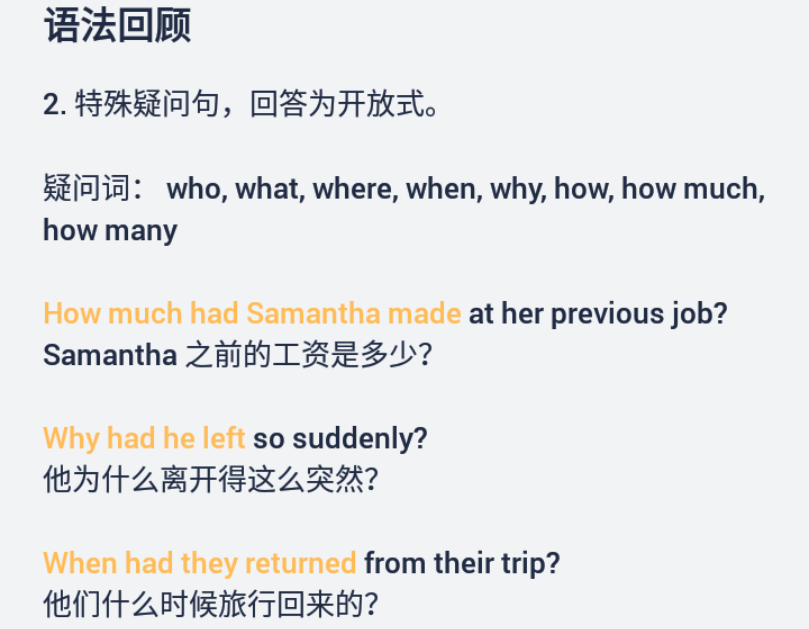 语法回顾
2. 特殊疑问句，回答为开放式。
疑问词： who, what, where, when, why, how, how much,
how many
How much had Samantha made at her previous job?
Samantha 之前的工资是多少？
Why had he left so suddenly?
他为什么离开得这么突然？
When had they returned from their trip?
他们什么时候旅行回来的？